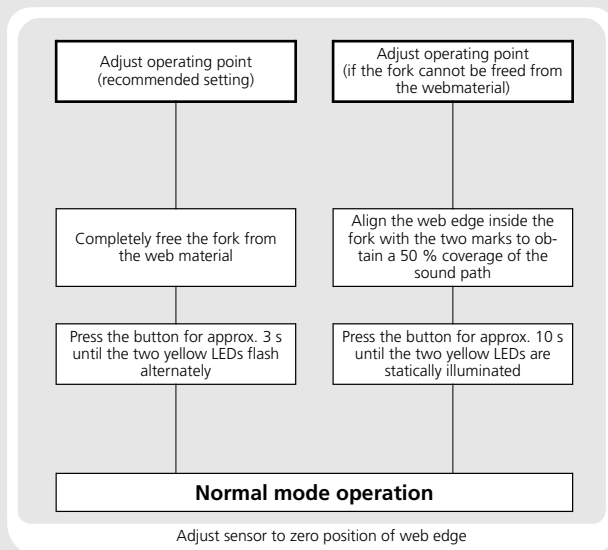 Adjust operating point
(recommended setting)
Adjust operating point
(if the fork cannot be freed from
the webmaterial)
Completely free the fork from
the web material
Align the web edge inside the
fork with the two marks to ob-
tain a 50 % coverage of the
sound path
Press the button for approx. 3 s
until the two yellow LEDs flash
alternately
Press the button for approx. 10 s
until the two yellow LEDs are
statically illuminated
Normal mode operation
Adjust sensor to zero position of web edge